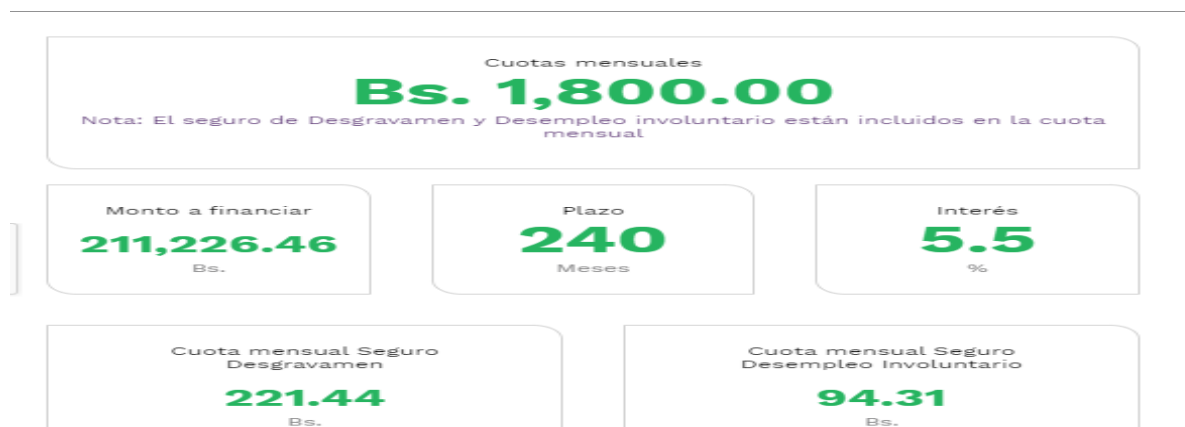 Cuotas mensuales
Bs. 1,800.00
Nota: El seguro de Desgravamen y Desempleo involuntario están incluidos en la cuota
mensual
Monto a financiar
211,226.46
Bs.
Plazo
240
Meses
Interés
5.5
%
Cuota mensual Seguro
Desgravamen
221.44
Bs.
Cuota mensual Seguro
Desempleo Involuntario
94.31
Bs.